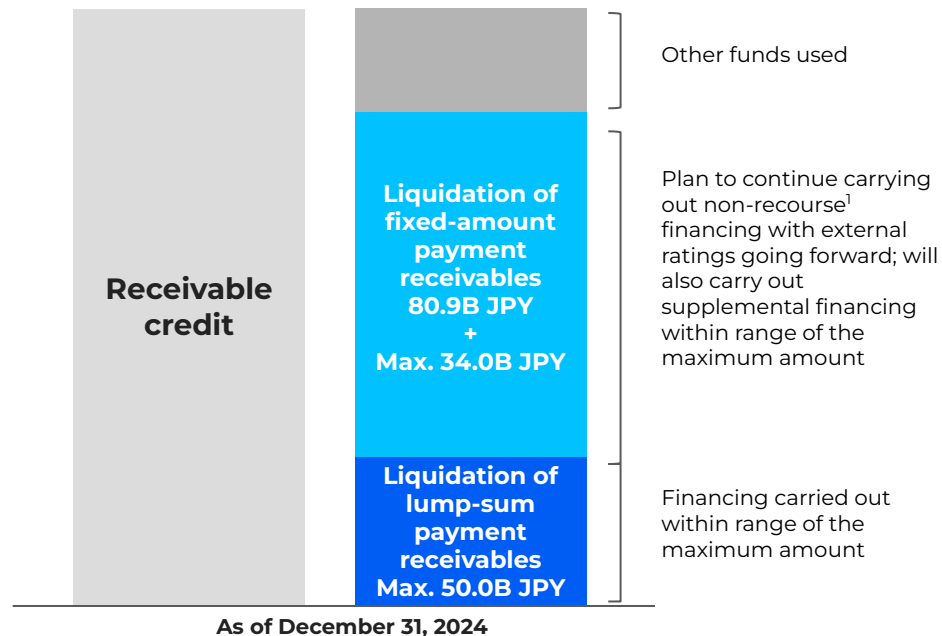 Receivable
credit
Liquidation of
fixed-amount
payment
receivables
80.9B JPY
+
Max. 34.0B JPY
Liquidation of
lump-sum
payment
receivables
Max. 50.0B JPY
Other funds used
Plan to continue carrying
out non-recourse¹
financing with external
ratings going forward; will
also carry out
supplemental financing
within range of the
maximum amount
Financing carried out
within range of the
maximum amount
As of December 31, 2024